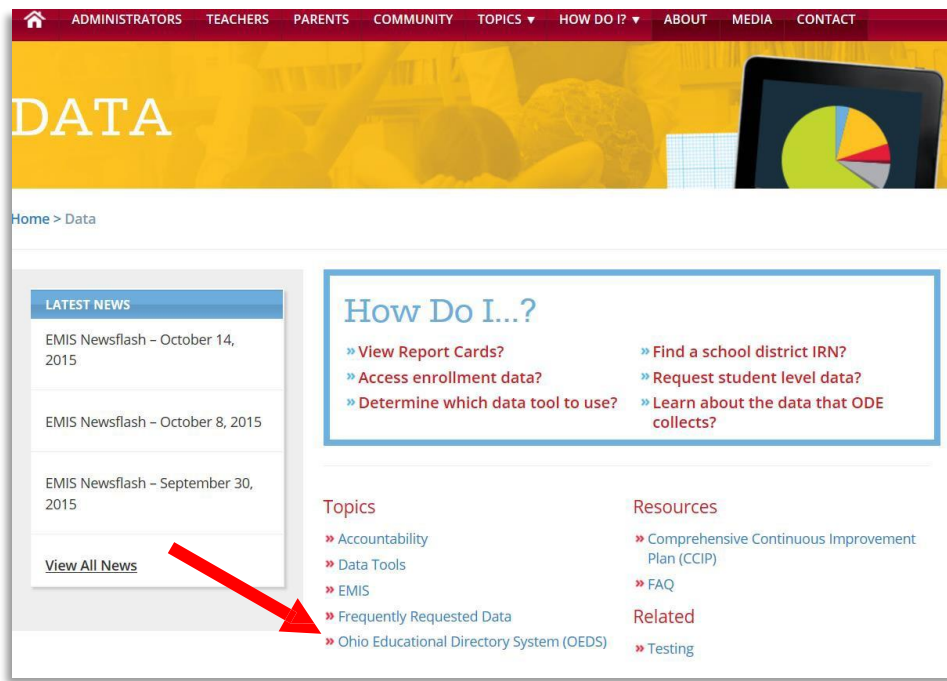 ADMINISTRATORS TEACHERS PARENTS COMMUNITY TOPICS ▼ HOW DO I? ▼ ABOUT MEDIA CONTACT
DATA
Home > Data
LATEST NEWS
EMIS Newsflash – October 14,
2015
EMIS Newsflash – October 8, 2015
EMIS Newsflash – September 30,
2015
View All News
How Do I...?
» View Report Cards?
» Access enrollment data?
» Determine which data tool to use?
» Find a school district IRN?
» Request student level data?
» Learn about the data that ODE
collects?
Topics
» Accountability
» Data Tools
» EMIS
» Frequently Requested Data
» Ohio Educational Directory System (OEDS)
Resources
» Comprehensive Continuous Improvement
Plan (CCIP)
» FAQ
Related
» Testing